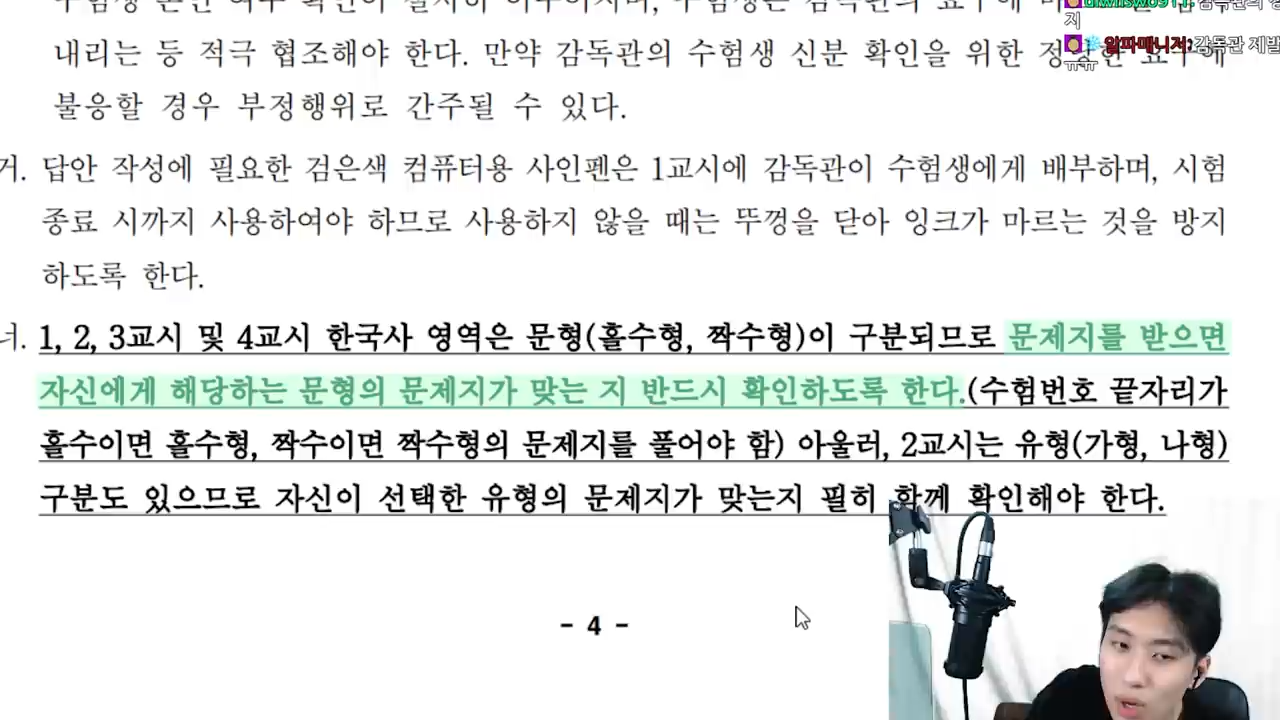 내리는 등 적극 협조해야 한다. 만약 감독관의 수험생 신분 확인을 위한
불응할 경우 부정행위로 간주될 수 있다.
거. 답안 작성에 필요한 검은색 컴퓨터용 사인펜은 1교시에 감독관이 수험생에게 배부하며, 시험
종료 시까지 사용하여야 하므로 사용하지 않을 때는 뚜껑을 닫아 잉크가 마르는 것을 방지
하도록 한다.
너. 1, 2, 3교시 및 4교시 한국사 영역은 문형(홀수형, 짝수형)이 구분되므로 문제지를 받으면
자신에게 해당하는 문형의 문제지가 맞는 지 반드시 확인하도록 한다.(수험번호 끝자리가
홀수이면 홀수형, 짝수이면 짝수형의 문제지를 풀어야 함) 아울러, 2교시는 유형(가형, 나형)
구분도 있으므로 자신이 선택한 유형의 문제지가 맞는지 필히 함께 확인해야 한다.
- 4 -
지
알파매니저: 감독관 제발
ㅠㅠ